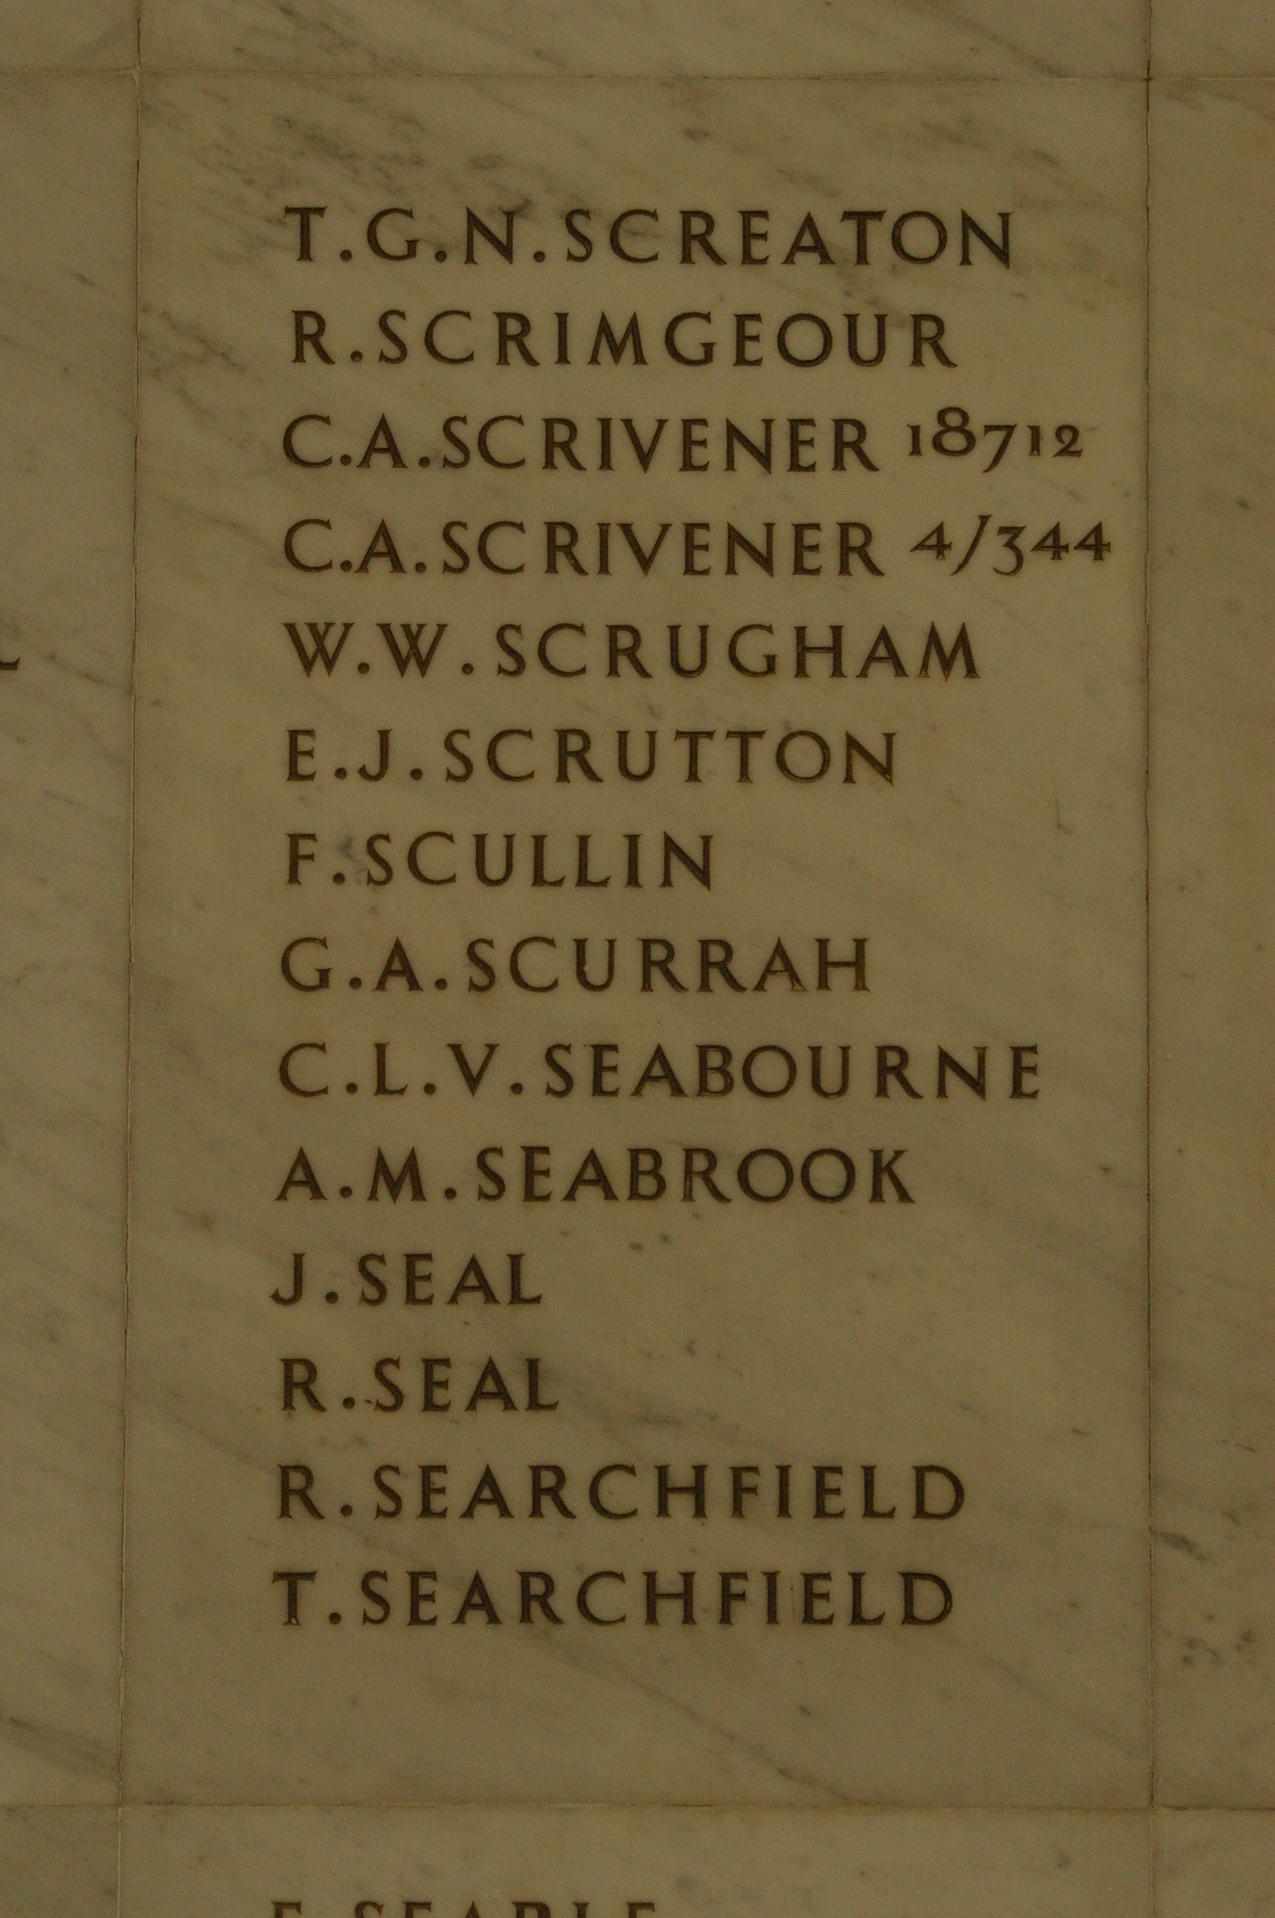 T.G.N.SCREATON
R.SCRIMGEOUR
C.A.SCRIVENER 18712
C.A.SCRIVENER 4/344
W.W.SCRUGHAM
E.J.SCRUTTON
F.SCULLIN
G.A.SCURRAH
C.L.V.SEABOURNE
A.M.SEABROOK
J.SEAL
R.SEAL
R.SEARCHFIELD
T.SEARCHFIELD